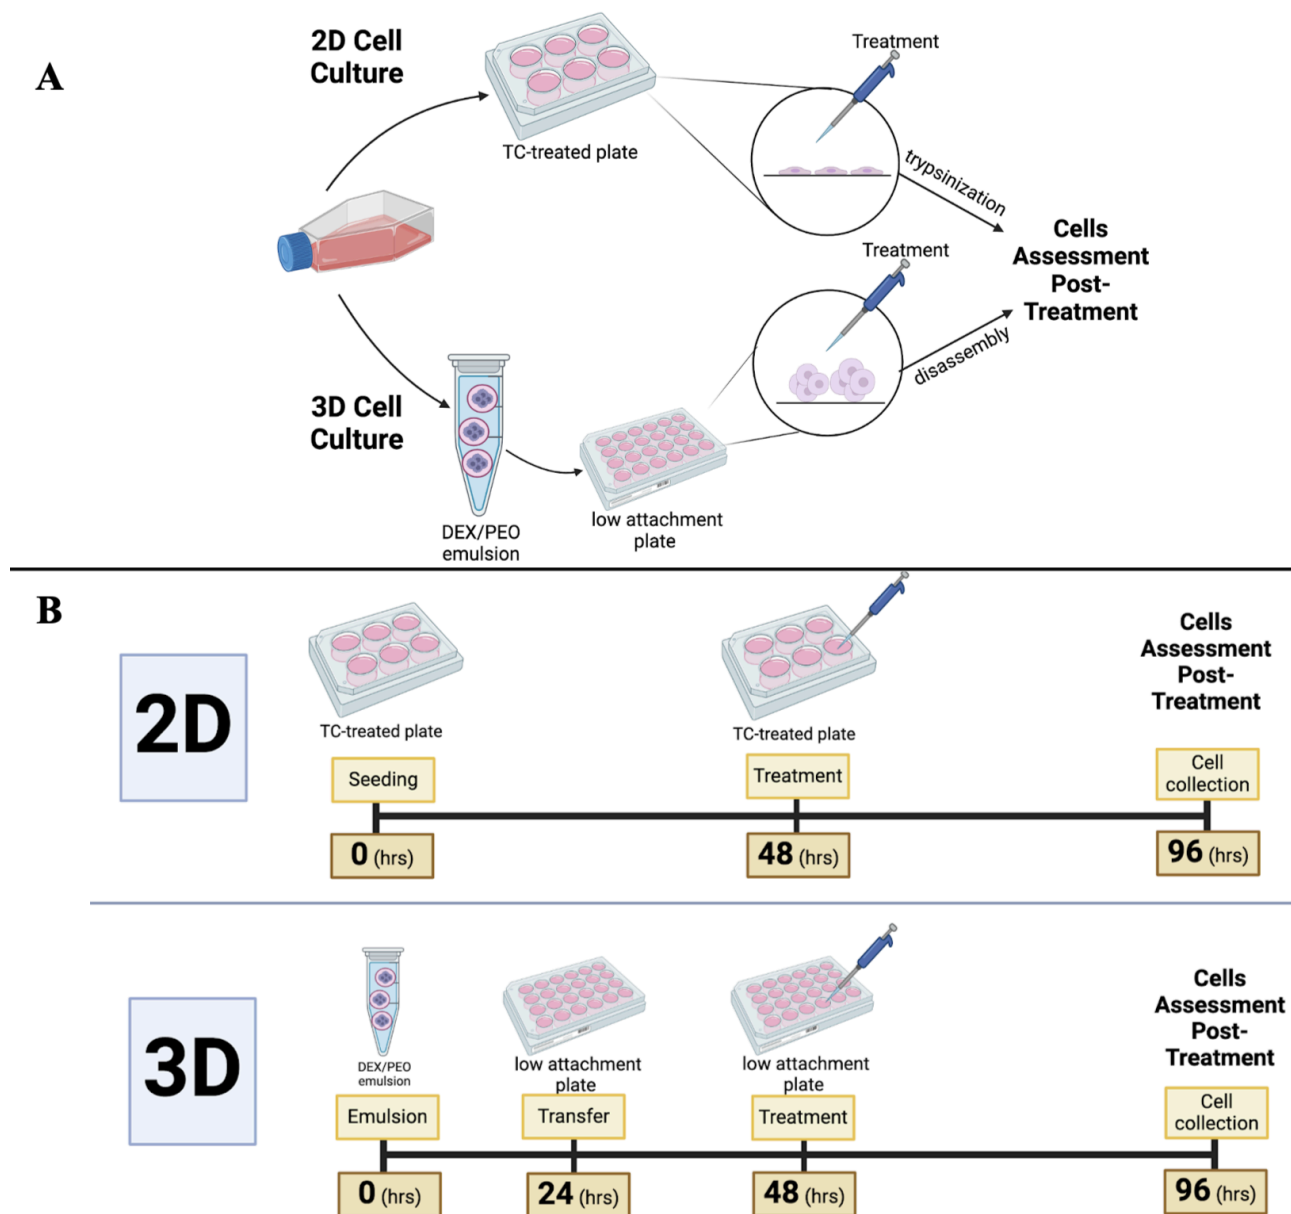 A
2D Cell
Culture
TC-treated plate
Treatment
trypsinization
Cells
Assessment
Post-
Treatment
Treatment
disassembly
3D Cell
Culture
DEX/PEO
emulsion
low attachment
plate
B
2D
TC-treated plate
Seeding
0 (hrs)
TC-treated plate
Treatment
48 (hrs)
Cells
Assessment
Post-
Treatment
Cell
collection
96 (hrs)
3D
DEX/PEO
emulsion
Emulsion
0 (hrs)
low attachment
plate
Transfer
24 (hrs)
low attachment
plate
Treatment
48 (hrs)
Cells
Assessment
Post-
Treatment
Cell
collection
96 (hrs)